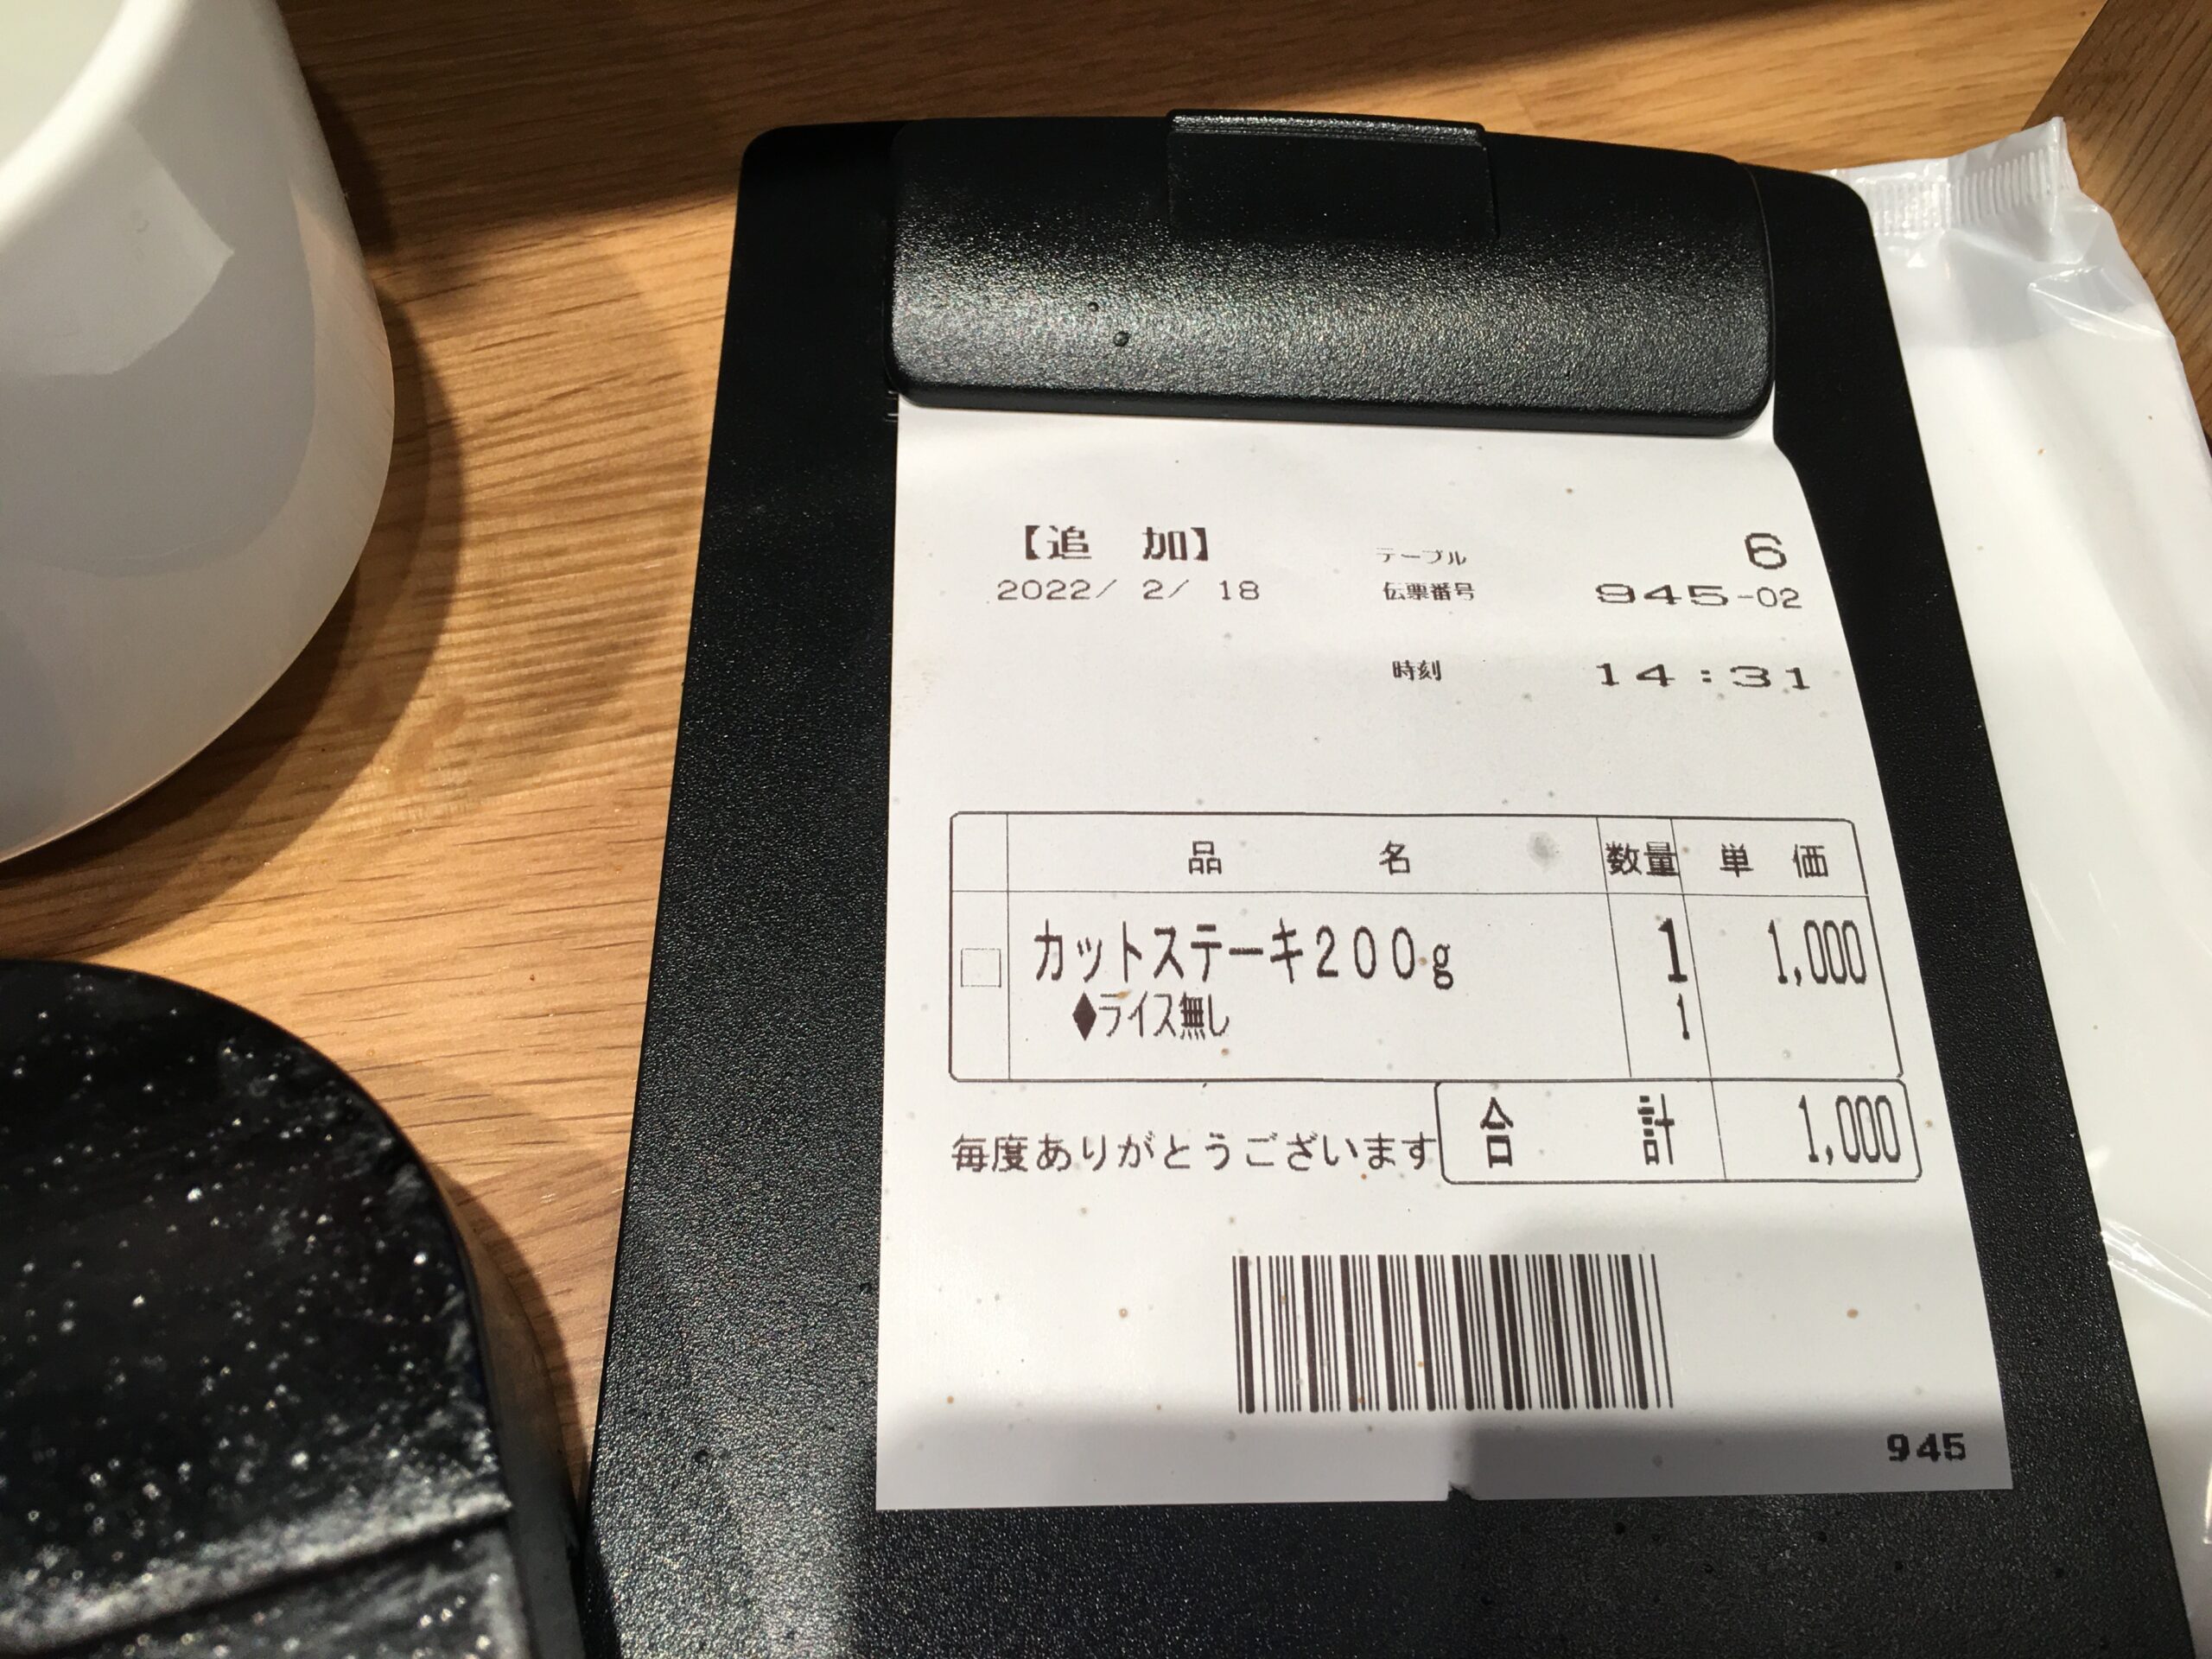 【追 加】 テーブル 6
2022/ 2/ 18 伝票番号 945-02
時刻 14:31
品 名 数量 単 価
カットステーキ200g 1 1,000
◆ライス無し 1
毎度ありがとうございます 合 計 1,000
945